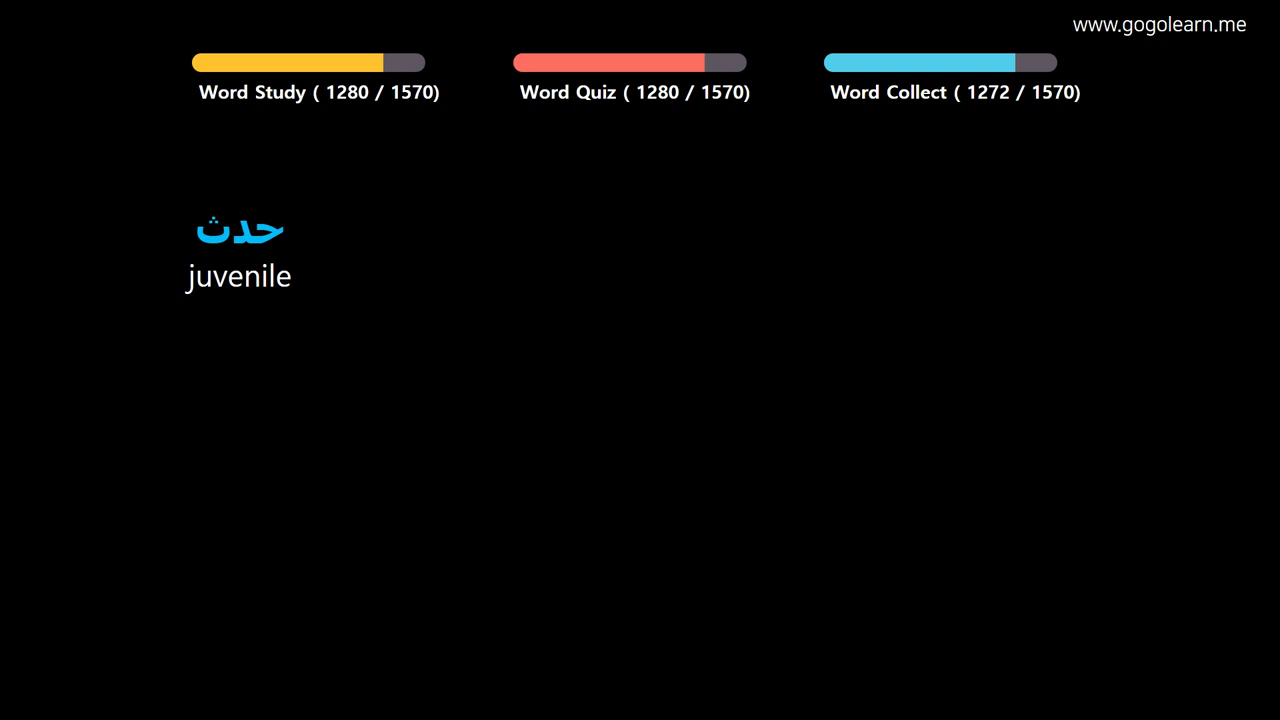 www.gogolearn.me
Word Study ( 1280 / 1570)
Word Quiz ( 1280 / 1570)
Word Collect ( 1272 / 1570)
حدث
juvenile